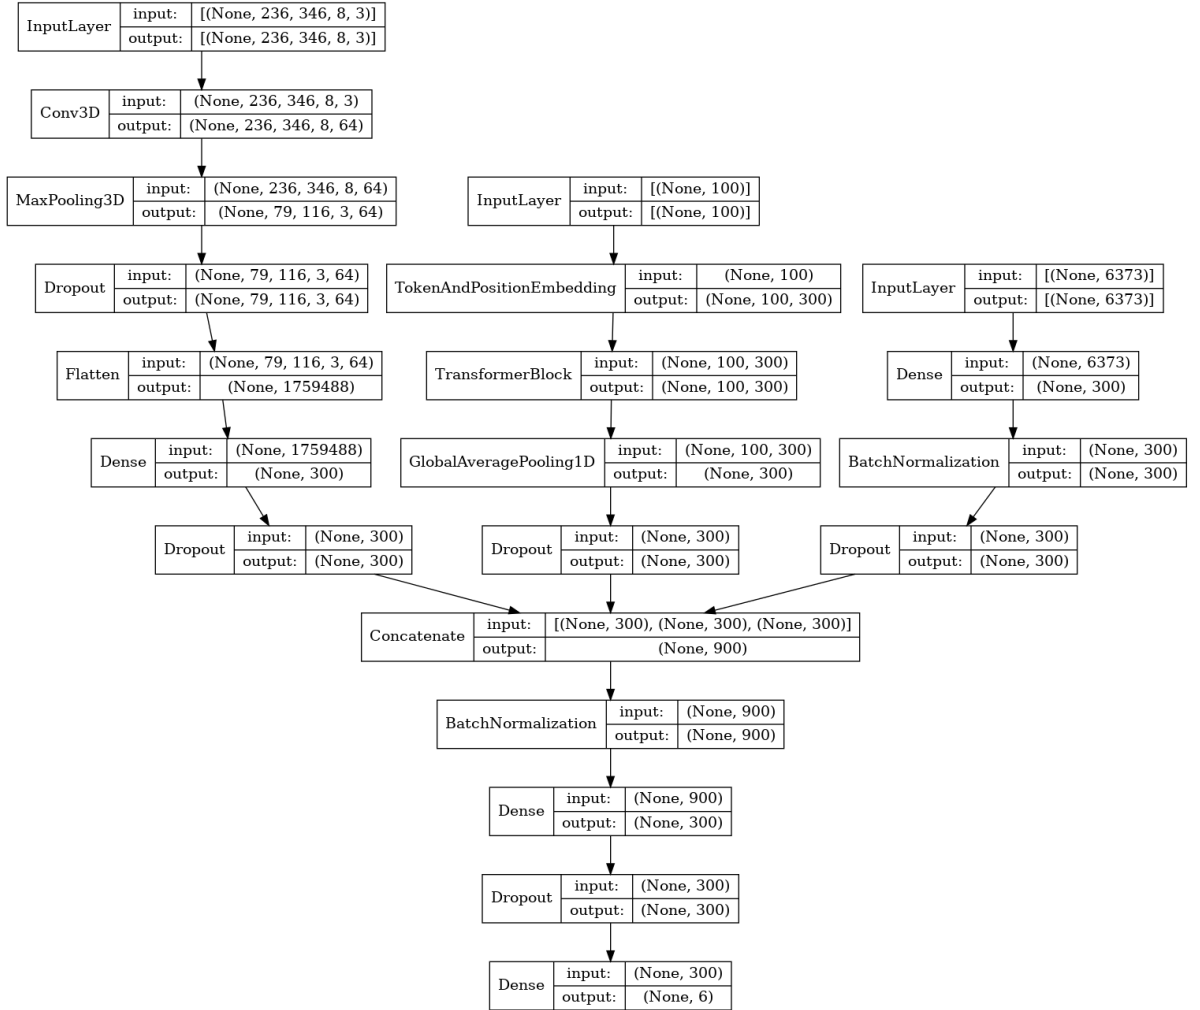 InputLayer
input: [(None, 236, 346, 8, 3)]
output: [(None, 236, 346, 8, 3)]
Conv3D
input: (None, 236, 346, 8, 3)
output: (None, 236, 346, 8, 64)
MaxPooling3D
input: (None, 236, 346, 8, 64)
output: (None, 79, 116, 3, 64)
Dropout
input: (None, 79, 116, 3, 64)
output: (None, 79, 116, 3, 64)
Flatten
input: (None, 79, 116, 3, 64)
output: (None, 1759488)
Dense
input: (None, 1759488)
output: (None, 300)
Dropout
input: (None, 300)
output: (None, 300)
InputLayer
input: [(None, 100)]
output: [(None, 100)]
TokenAndPositionEmbedding
input: (None, 100)
output: (None, 100, 300)
TransformerBlock
input: (None, 100, 300)
output: (None, 100, 300)
GlobalAveragePooling1D
input: (None, 100, 300)
output: (None, 300)
Dropout
input: (None, 300)
output: (None, 300)
InputLayer
input: [(None, 6373)]
output: [(None, 6373)]
Dense
input: (None, 6373)
output: (None, 300)
BatchNormalization
input: (None, 300)
output: (None, 300)
Dropout
input: (None, 300)
output: (None, 300)
Concatenate
input: [(None, 300), (None, 300), (None, 300)]
output: (None, 900)
BatchNormalization
input: (None, 900)
output: (None, 900)
Dense
input: (None, 900)
output: (None, 300)
Dropout
input: (None, 300)
output: (None, 300)
Dense
input: (None, 300)
output: (None, 6)